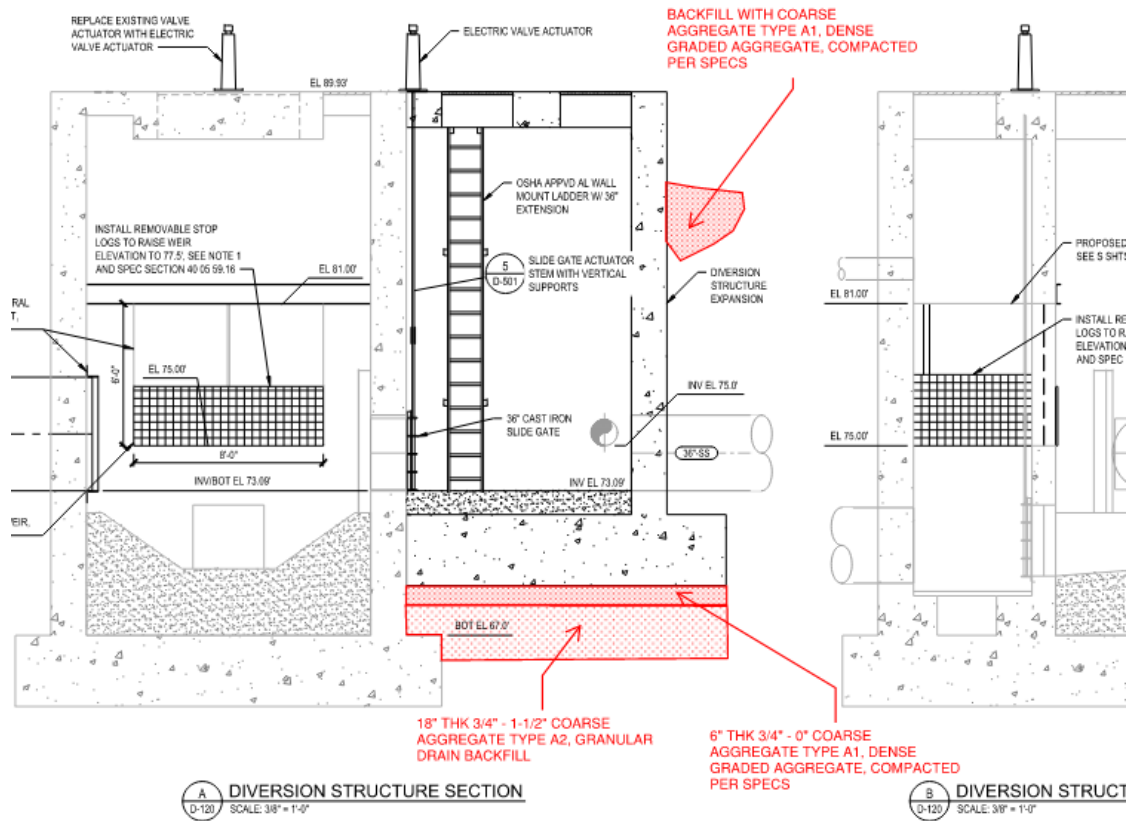 REPLACE EXISTING VALVE
ACTUATOR WITH ELECTRIC
VALVE ACTUATOR
ELECTRIC VALVE ACTUATOR
BACKFILL WITH COARSE
AGGREGATE TYPE A1, DENSE
GRADED AGGREGATE, COMPACTED
PER SPECS
EL 89.93'
OSHA APPVD AL WALL
MOUNT LADDER W/ 36"
EXTENSION
INSTALL REMOVABLE STOP
LOGS TO RAISE WEIR
ELEVATION TO 77.5', SEE NOTE 1
AND SPEC SECTION 40 05 59.16
EL 81.00'
5
D-501
SLIDE GATE ACTUATOR
STEM WITH VERTICAL
SUPPORTS
DIVERSION
STRUCTURE
EXPANSION
PROPOSED
SEE S SHTS
EL 81.00'
RAL
T,
INSTALL RE
LOGS TO R
ELEVATION
AND SPEC
6'-0"
EL 75.00'
INV EL 75.0'
36" CAST IRON
SLIDE GATE
EL 75.00'
8'-0"
36"-SS
INV/BOT EL 73.09'
INV EL 73.09'
EIR.
BOT EL 67.0'
18" THK 3/4" - 1-1/2" COARSE
AGGREGATE TYPE A2, GRANULAR
DRAIN BACKFILL
6" THK 3/4" - 0" COARSE
AGGREGATE TYPE A1, DENSE
GRADED AGGREGATE, COMPACTED
PER SPECS
A
D-120
DIVERSION STRUCTURE SECTION
SCALE: 3/8" = 1'-0"
B
D-120
DIVERSION STRUCT
SCALE: 3/8" = 1'-0"